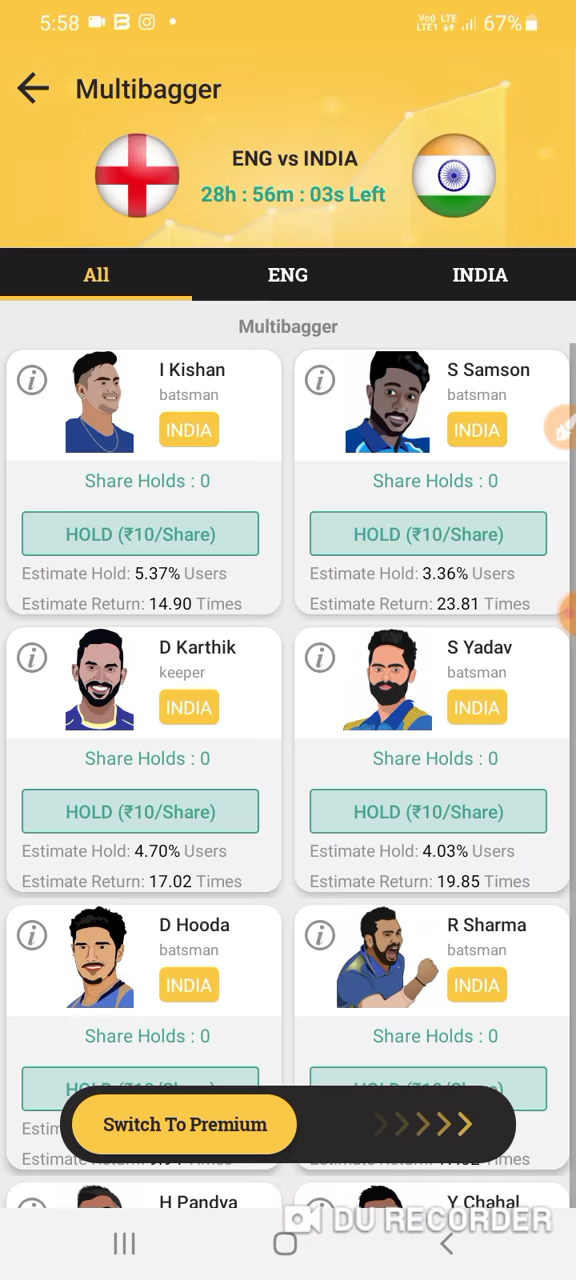 5:58
Vo)) LTE
LTE1
67%
Multibagger
ENG vs INDIA
28h : 56m : 03s Left
All
ENG
INDIA
Multibagger
I Kishan
batsman
INDIA
Share Holds : 0
HOLD (₹10/Share)
Estimate Hold: 5.37% Users
Estimate Return: 14.90 Times
S Samson
batsman
INDIA
Share Holds : 0
HOLD (₹10/Share)
Estimate Hold: 3.36% Users
Estimate Return: 23.81 Times
D Karthik
keeper
INDIA
Share Holds : 0
HOLD (₹10/Share)
Estimate Hold: 4.70% Users
Estimate Return: 17.02 Times
S Yadav
batsman
INDIA
Share Holds : 0
HOLD (₹10/Share)
Estimate Hold: 4.03% Users
Estimate Return: 19.85 Times
D Hooda
batsman
INDIA
Share Holds : 0
R Sharma
batsman
INDIA
Share Holds : 0
Switch To Premium
H Pandya
Y Chahal
DU RECORDER